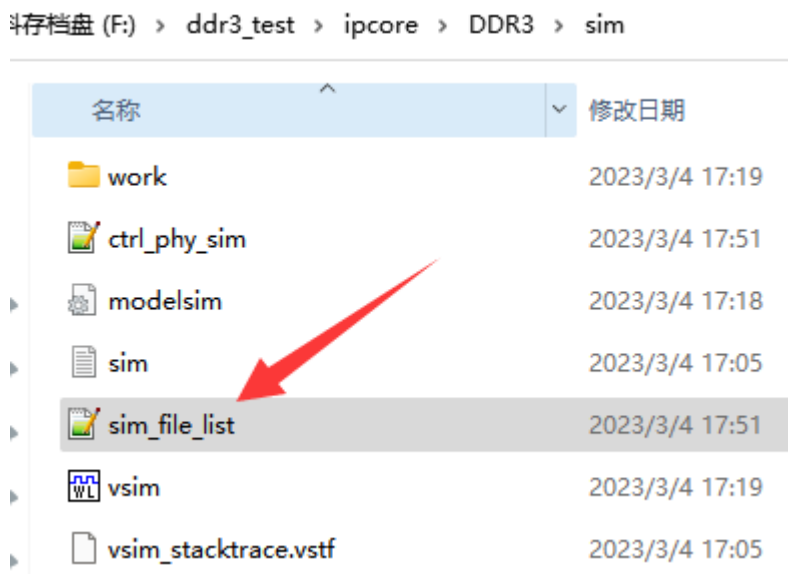 存档盘 (F:) › ddr3_test › ipcore › DDR3 › sim
名称 修改日期
work 2023/3/4 17:19
ctrl_phy_sim 2023/3/4 17:51
modelsim 2023/3/4 17:18
sim 2023/3/4 17:05
sim_file_list 2023/3/4 17:51
vsim 2023/3/4 17:19
vsim_stacktrace.vstf 2023/3/4 17:05